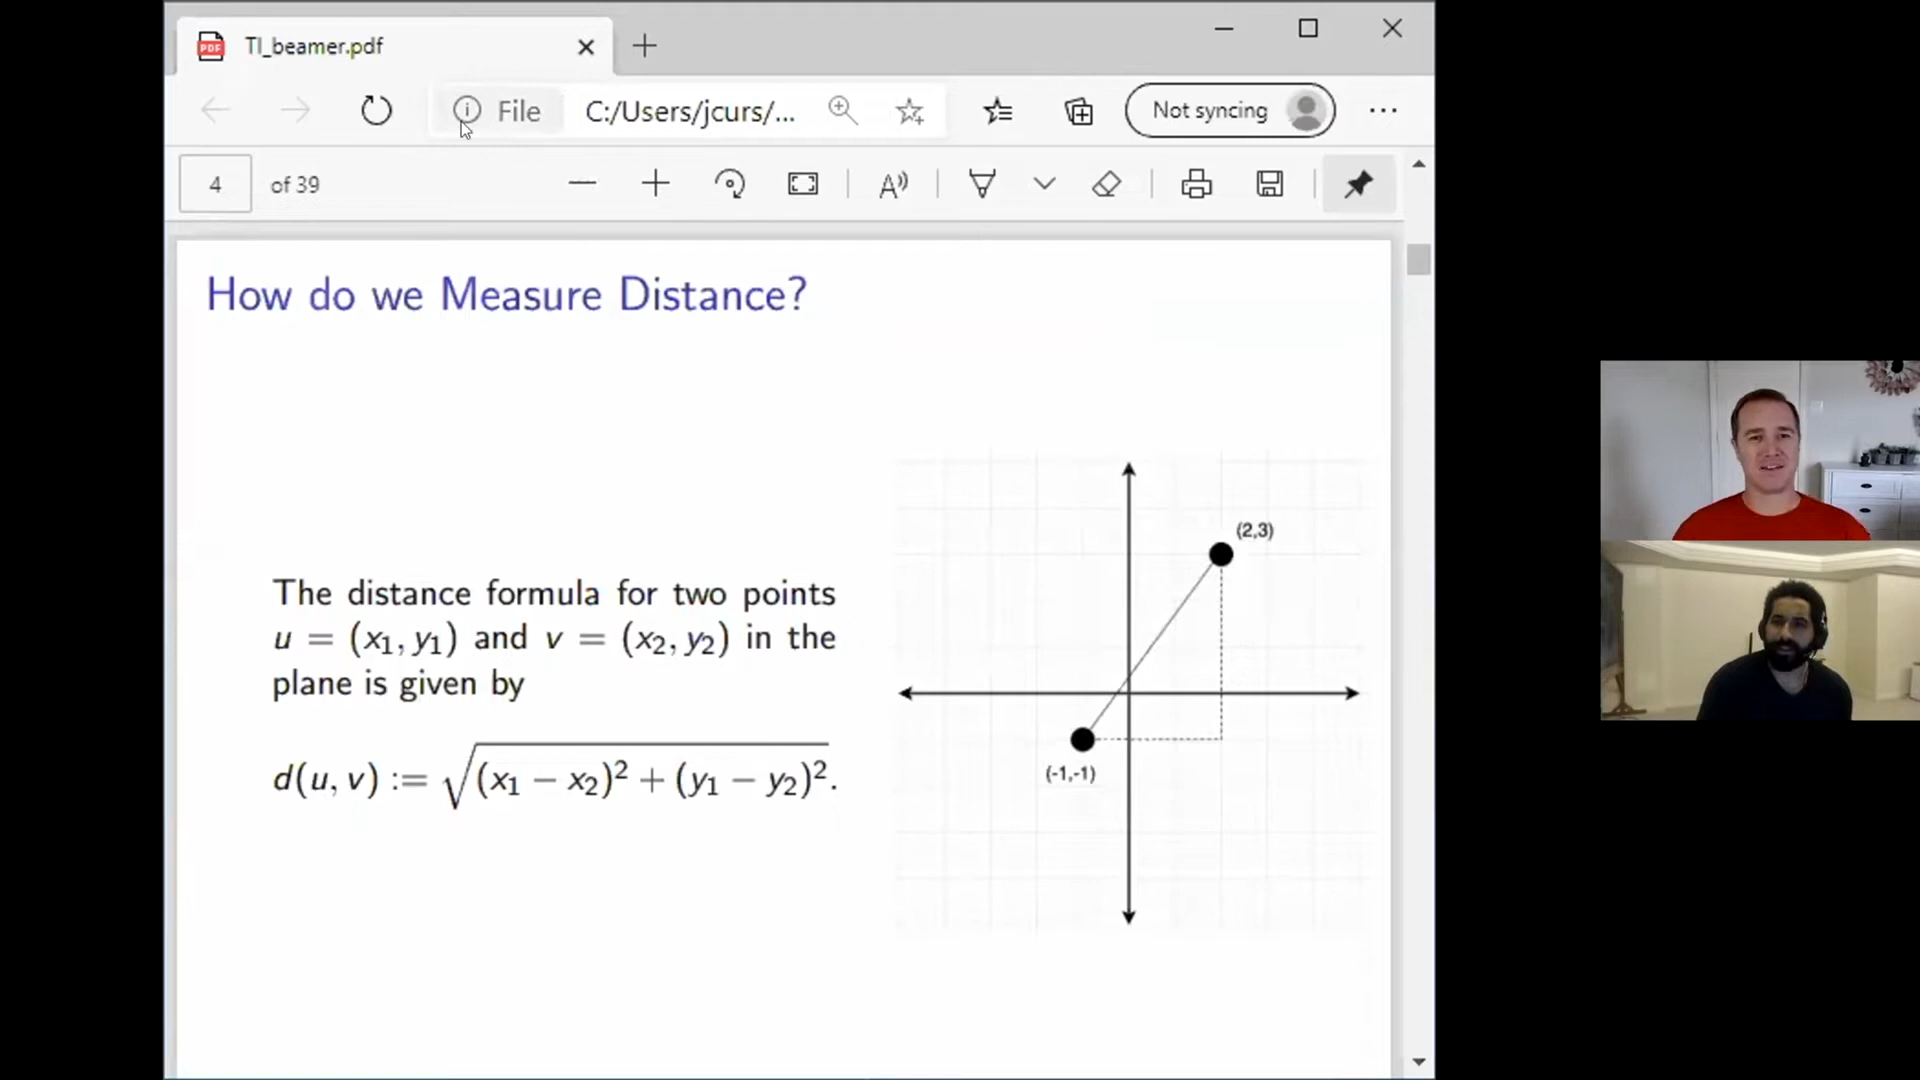 TI_beamer.pdf
File C:/Users/jcurs/... Not syncing
4 of 39
How do we Measure Distance?
The distance formula for two points
u = (x₁, y₁) and v = (x₂, y₂) in the
plane is given by
d(u, v) := √(x₁ − x₂)² + (y₁ − y₂)².
(2,3)
(-1,-1)